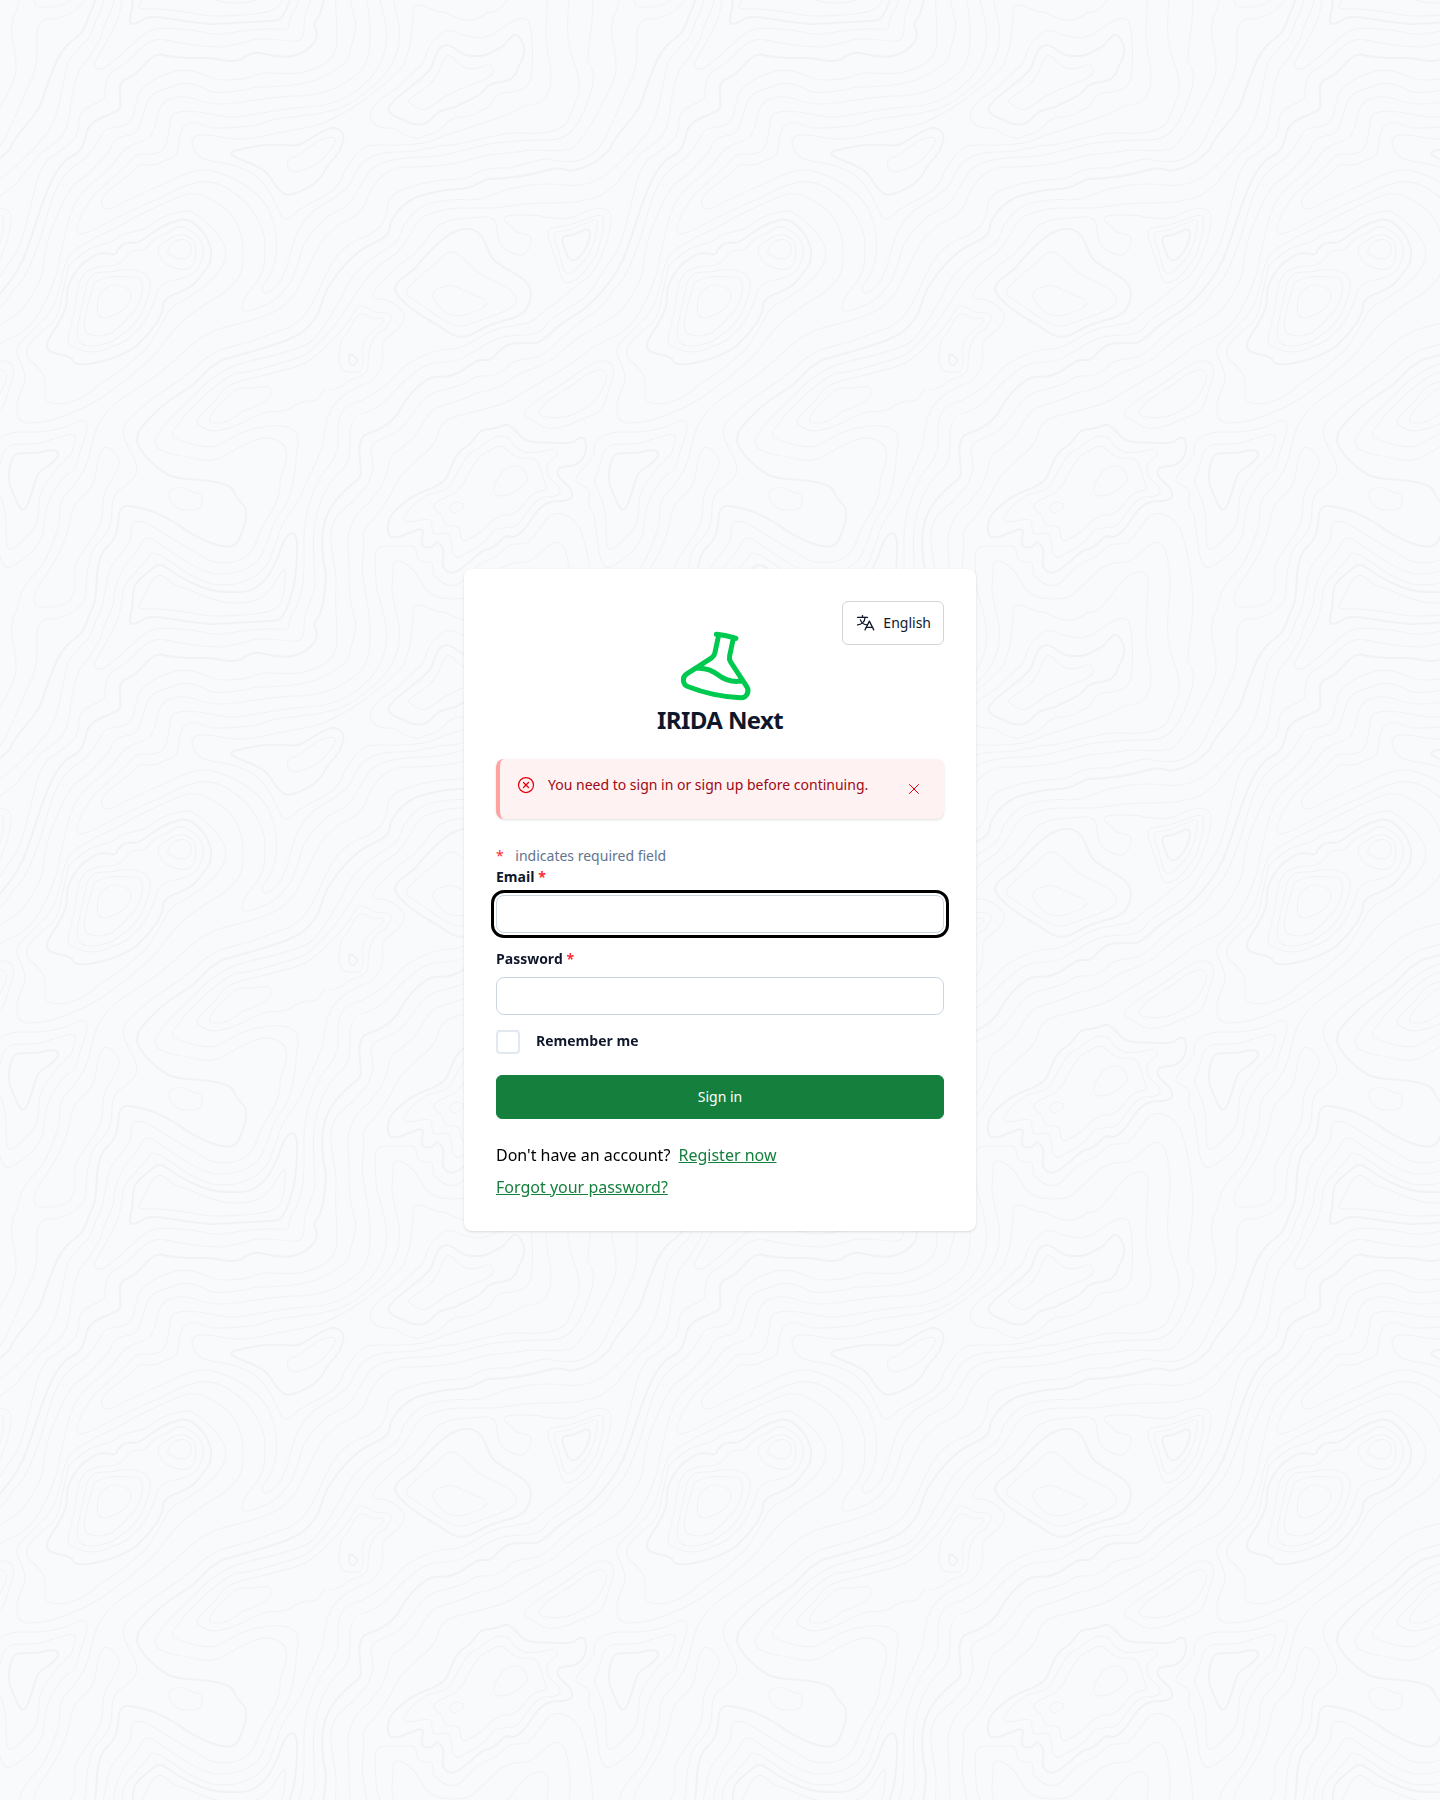 English
IRIDA Next
You need to sign in or sign up before continuing.
* indicates required field
Email *
Password *
Remember me
Sign in
Don't have an account? Register now
Forgot your password?